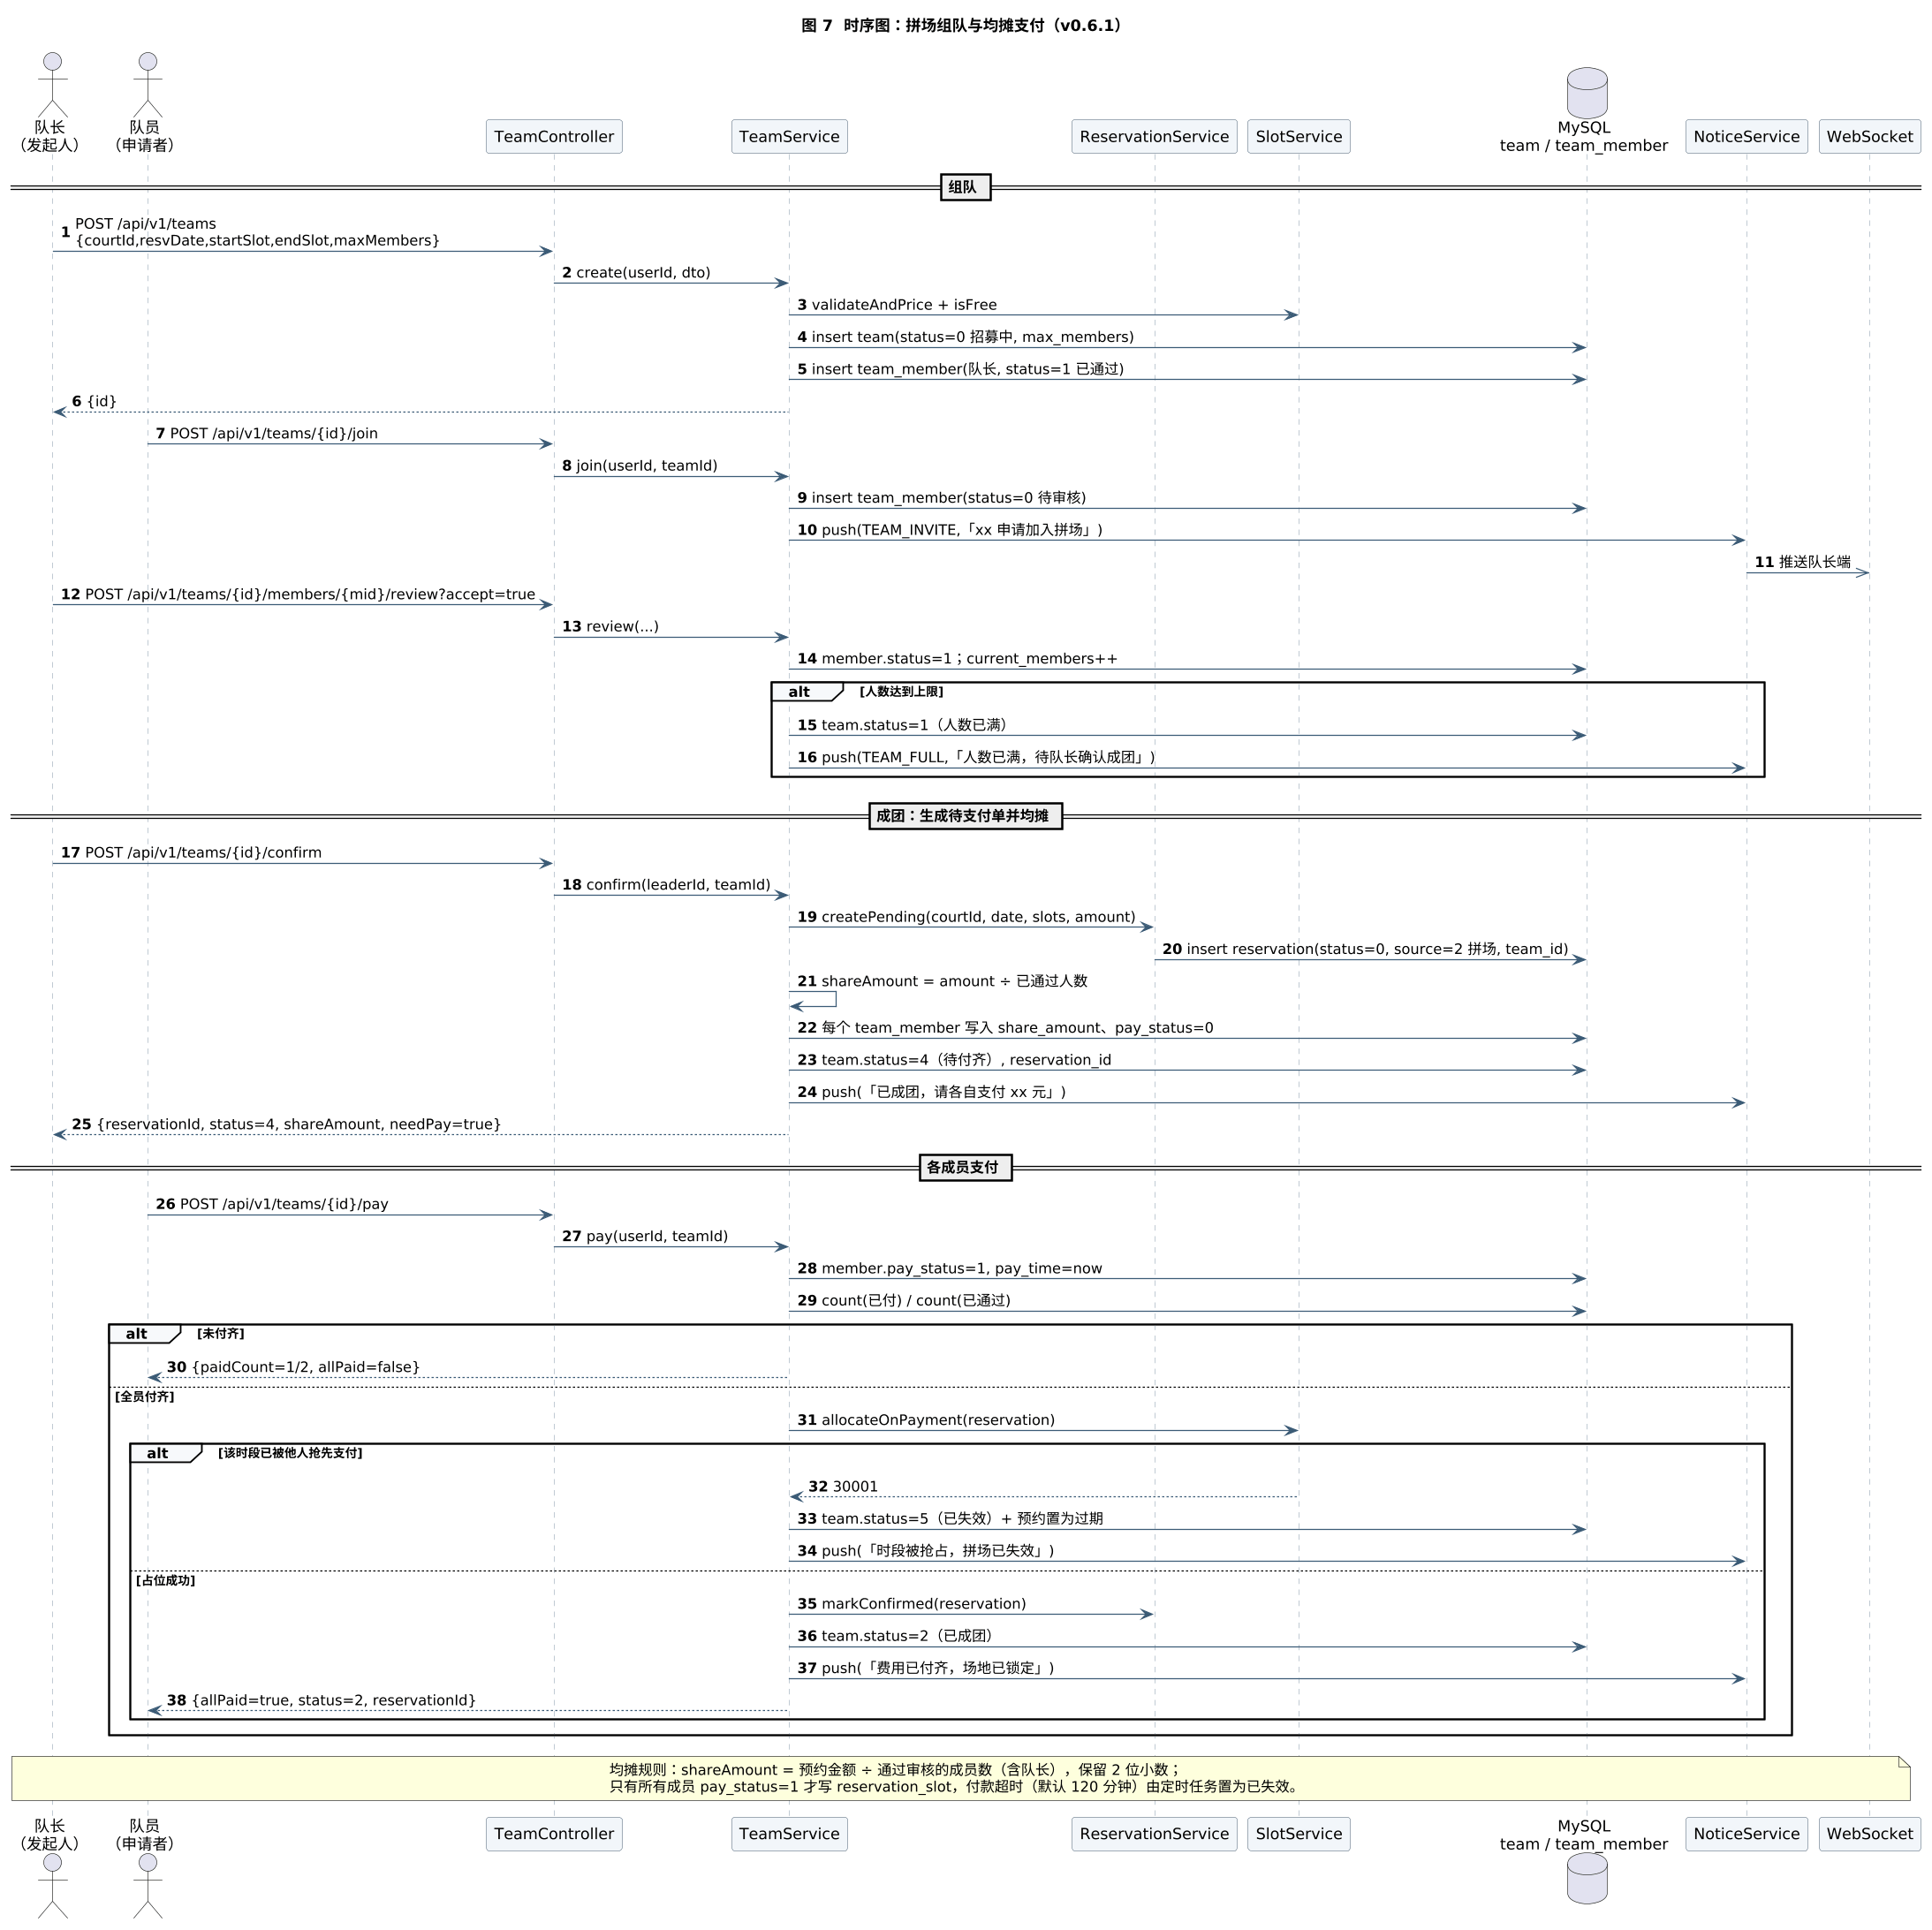 图 7  时序图：拼场组队与均摊支付（v0.6.1）
队长
（发起人）
队员
（申请者）
TeamController
TeamService
ReservationService
SlotService
MySQL
team / team_member
NoticeService
WebSocket
组队
1 POST /api/v1/teams
{courtId,resvDate,startSlot,endSlot,maxMembers}
2 create(userId, dto)
3 validateAndPrice + isFree
4 insert team(status=0 招募中, max_members)
5 insert team_member(队长, status=1 已通过)
6 {id}
7 POST /api/v1/teams/{id}/join
8 join(userId, teamId)
9 insert team_member(status=0 待审核)
10 push(TEAM_INVITE,「xx 申请加入拼场」)
11 推送队长端
12 POST /api/v1/teams/{id}/members/{mid}/review?accept=true
13 review(...)
14 member.status=1；current_members++
alt [人数达到上限]
15 team.status=1（人数已满）
16 push(TEAM_FULL,「人数已满，待队长确认成团」)
成团：生成待支付单并均摊
17 POST /api/v1/teams/{id}/confirm
18 confirm(leaderId, teamId)
19 createPending(courtId, date, slots, amount)
20 insert reservation(status=0, source=2 拼场, team_id)
21 shareAmount = amount ÷ 已通过人数
22 每个 team_member 写入 share_amount、pay_status=0
23 team.status=4（待付齐）, reservation_id
24 push(「已成团，请各自支付 xx 元」)
25 {reservationId, status=4, shareAmount, needPay=true}
各成员支付
26 POST /api/v1/teams/{id}/pay
27 pay(userId, teamId)
28 member.pay_status=1, pay_time=now
29 count(已付) / count(已通过)
alt [未付齐]
30 {paidCount=1/2, allPaid=false}
[全员付齐]
31 allocateOnPayment(reservation)
alt [该时段已被他人抢先支付]
32 30001
33 team.status=5（已失效）+ 预约置为过期
34 push(「时段被抢占，拼场已失效」)
[占位成功]
35 markConfirmed(reservation)
36 team.status=2（已成团）
37 push(「费用已付齐，场地已锁定」)
38 {allPaid=true, status=2, reservationId}
均摊规则：shareAmount = 预约金额 ÷ 通过审核的成员数（含队长），保留 2 位小数；
只有所有成员 pay_status=1 才写 reservation_slot，付款超时（默认 120 分钟）由定时任务置为已失效。
队长
（发起人）
队员
（申请者）
TeamController
TeamService
ReservationService
SlotService
MySQL
team / team_member
NoticeService
WebSocket